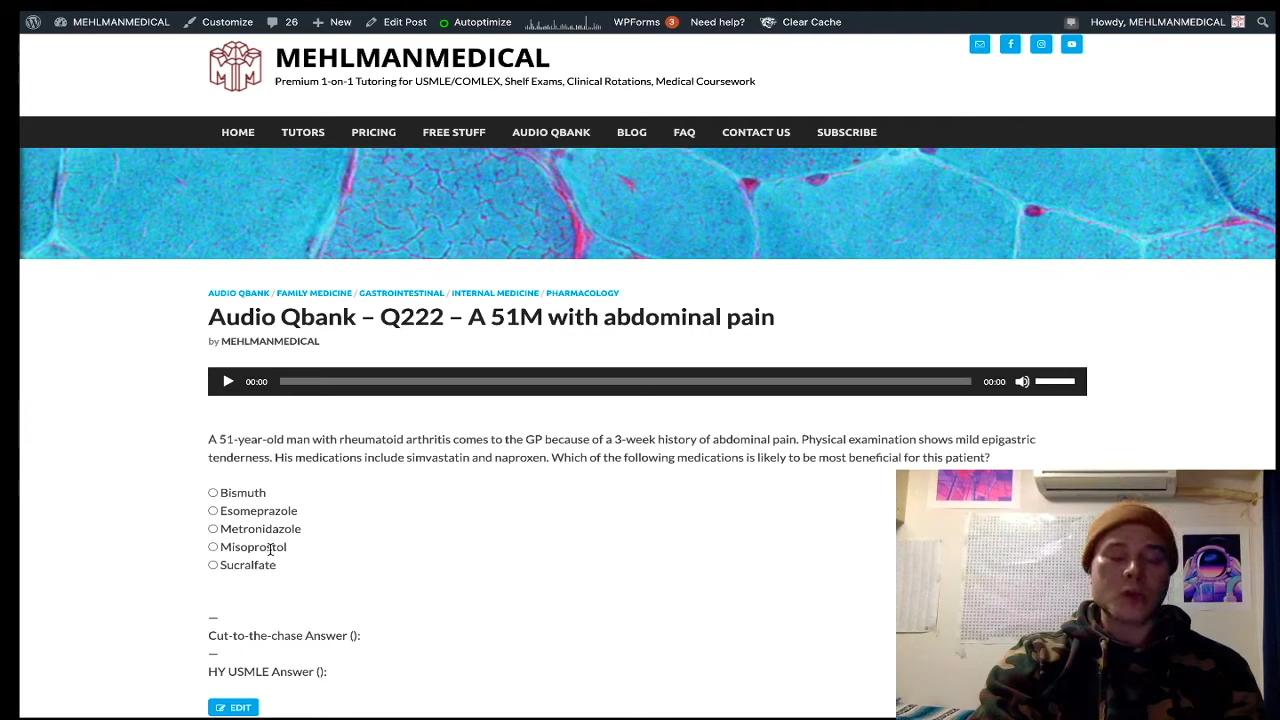 MEHLMANMEDICAL Customize 26 New Edit Post Autoptimize WPForms 3 Need help? Clear Cache Howdy, MEHLMANMEDICAL
MEHLMANMEDICAL
Premium 1-on-1 Tutoring for USMLE/COMLEX, Shelf Exams, Clinical Rotations, Medical Coursework
HOME TUTORS PRICING FREE STUFF AUDIO QBANK BLOG FAQ CONTACT US SUBSCRIBE
AUDIO QBANK / FAMILY MEDICINE / GASTROINTESTINAL / INTERNAL MEDICINE / PHARMACOLOGY
Audio Qbank – Q222 – A 51M with abdominal pain
by MEHLMANMEDICAL
00:00 00:00
A 51-year-old man with rheumatoid arthritis comes to the GP because of a 3-week history of abdominal pain. Physical examination shows mild epigastric
tenderness. His medications include simvastatin and naproxen. Which of the following medications is likely to be most beneficial for this patient?
Bismuth
Esomeprazole
Metronidazole
Misoprostol
Sucralfate
—
Cut-to-the-chase Answer ():
—
HY USMLE Answer ():
EDIT